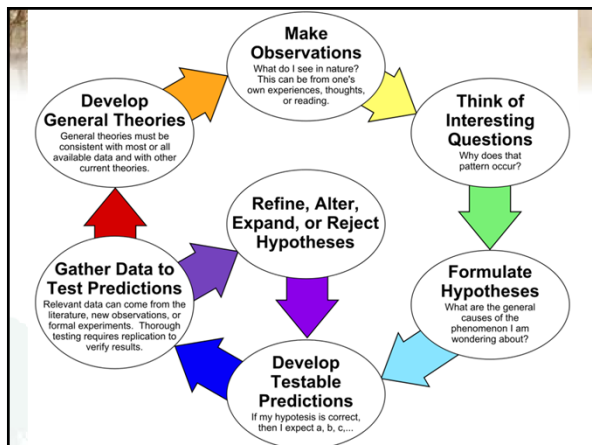 Make
Observations
What do I see in nature?
This can be from one's
own experiences, thoughts,
or reading.
Think of
Interesting
Questions
Why does that
pattern occur?
Formulate
Hypotheses
What are the general
causes of the
phenomenon I am
wondering about?
Develop
Testable
Predictions
If my hypotesis is correct,
then I expect a, b, c,...
Gather Data to
Test Predictions
Relevant data can come from the
literature, new observations, or
formal experiments. Thorough
testing requires replication to
verify results.
Refine, Alter,
Expand, or Reject
Hypotheses
Develop
General Theories
General theories must be
consistent with most or all
available data and with other
current theories.